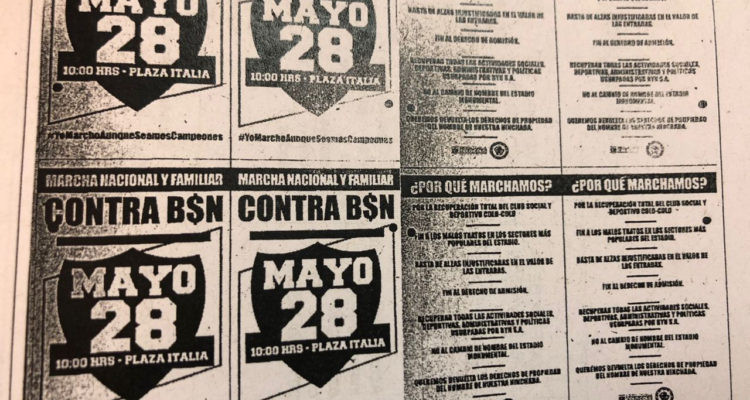 MAYO
28
10:00 HRS - PLAZA ITALIA
#YoMarchoAunqueSeamosCampeones
MAYO
28
10:00 HRS - PLAZA ITALIA
#YoMarchoAunqueSeamosCampeones
BASTA DE ALZAS INJUSTIFICADAS EN EL VALOR DE
LAS ENTRADAS.
FIN AL DERECHO DE ADMISIÓN.
RECUPERAR TODAS LAS ACTIVIDADES SOCIALES,
DEPORTIVAS, ADMINISTRATIVAS Y POLÍTICAS
USURPADAS POR BYN S.A.
NO AL CAMBIO DE NOMBRE DEL ESTADIO
MONUMENTAL.
QUEREMOS DEVUELTA LOS DERECHOS DE PROPIEDAD
DEL NOMBRE DE NUESTRA HINCHADA.
BASTA DE ALZAS INJUSTIFICADAS EN EL VALOR DE
LAS ENTRADAS.
FIN AL DERECHO DE ADMISIÓN.
RECUPERAR TODAS LAS ACTIVIDADES SOCIALES,
DEPORTIVAS, ADMINISTRATIVAS Y POLÍTICAS
USURPADAS POR BYN S.A.
NO AL CAMBIO DE NOMBRE DEL ESTADIO
MONUMENTAL.
QUEREMOS DEVUELTA LOS DERECHOS DE PROPIEDAD
DEL NOMBRE DE NUESTRA HINCHADA.
MARCHA NACIONAL Y FAMILIAR
CONTRA B$N
MAYO
28
10:00 HRS - PLAZA ITALIA
MARCHA NACIONAL Y FAMILIAR
CONTRA B$N
MAYO
28
10:00 HRS - PLAZA ITALIA
¿POR QUÉ MARCHAMOS?
POR LA RECUPERACIÓN TOTAL DEL CLUB SOCIAL Y
DEPORTIVO COLO-COLO
FIN A LOS MALOS TRATOS EN LOS SECTORES MÁS
POPULARES DEL ESTADIO.
BASTA DE ALZAS INJUSTIFICADAS EN EL VALOR DE
LAS ENTRADAS.
FIN AL DERECHO DE ADMISIÓN.
RECUPERAR TODAS LAS ACTIVIDADES SOCIALES,
DEPORTIVAS, ADMINISTRATIVAS Y POLÍTICAS
USURPADAS POR BYN S.A.
NO AL CAMBIO DE NOMBRE DEL ESTADIO
MONUMENTAL.
QUEREMOS DEVUELTA LOS DERECHOS DE PROPIEDAD
DEL NOMBRE DE NUESTRA HINCHADA.
¿POR QUÉ MARCHAMOS?
POR LA RECUPERACIÓN TOTAL DEL CLUB SOCIAL Y
DEPORTIVO COLO-COLO
FIN A LOS MALOS TRATOS EN LOS SECTORES MÁS
POPULARES DEL ESTADIO.
BASTA DE ALZAS INJUSTIFICADAS EN EL VALOR DE
LAS ENTRADAS.
FIN AL DERECHO DE ADMISIÓN.
RECUPERAR TODAS LAS ACTIVIDADES SOCIALES,
DEPORTIVAS, ADMINISTRATIVAS Y POLÍTICAS
USURPADAS POR BYN S.A.
NO AL CAMBIO DE NOMBRE DEL ESTADIO
MONUMENTAL.
QUEREMOS DEVUELTA LOS DERECHOS DE PROPIEDAD
DEL NOMBRE DE NUESTRA HINCHADA.